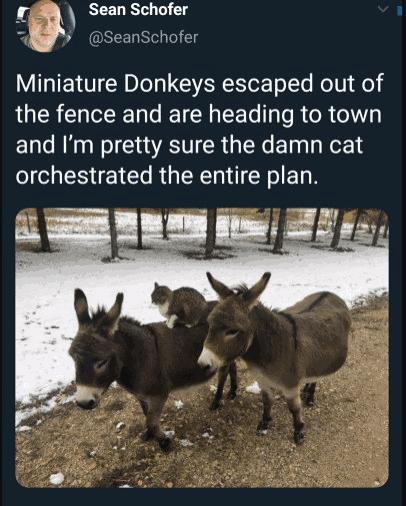 Sean Schofer
@SeanSchofer
Miniature Donkeys escaped out of
the fence and are heading to town
and I'm pretty sure the damn cat
orchestrated the entire plan.